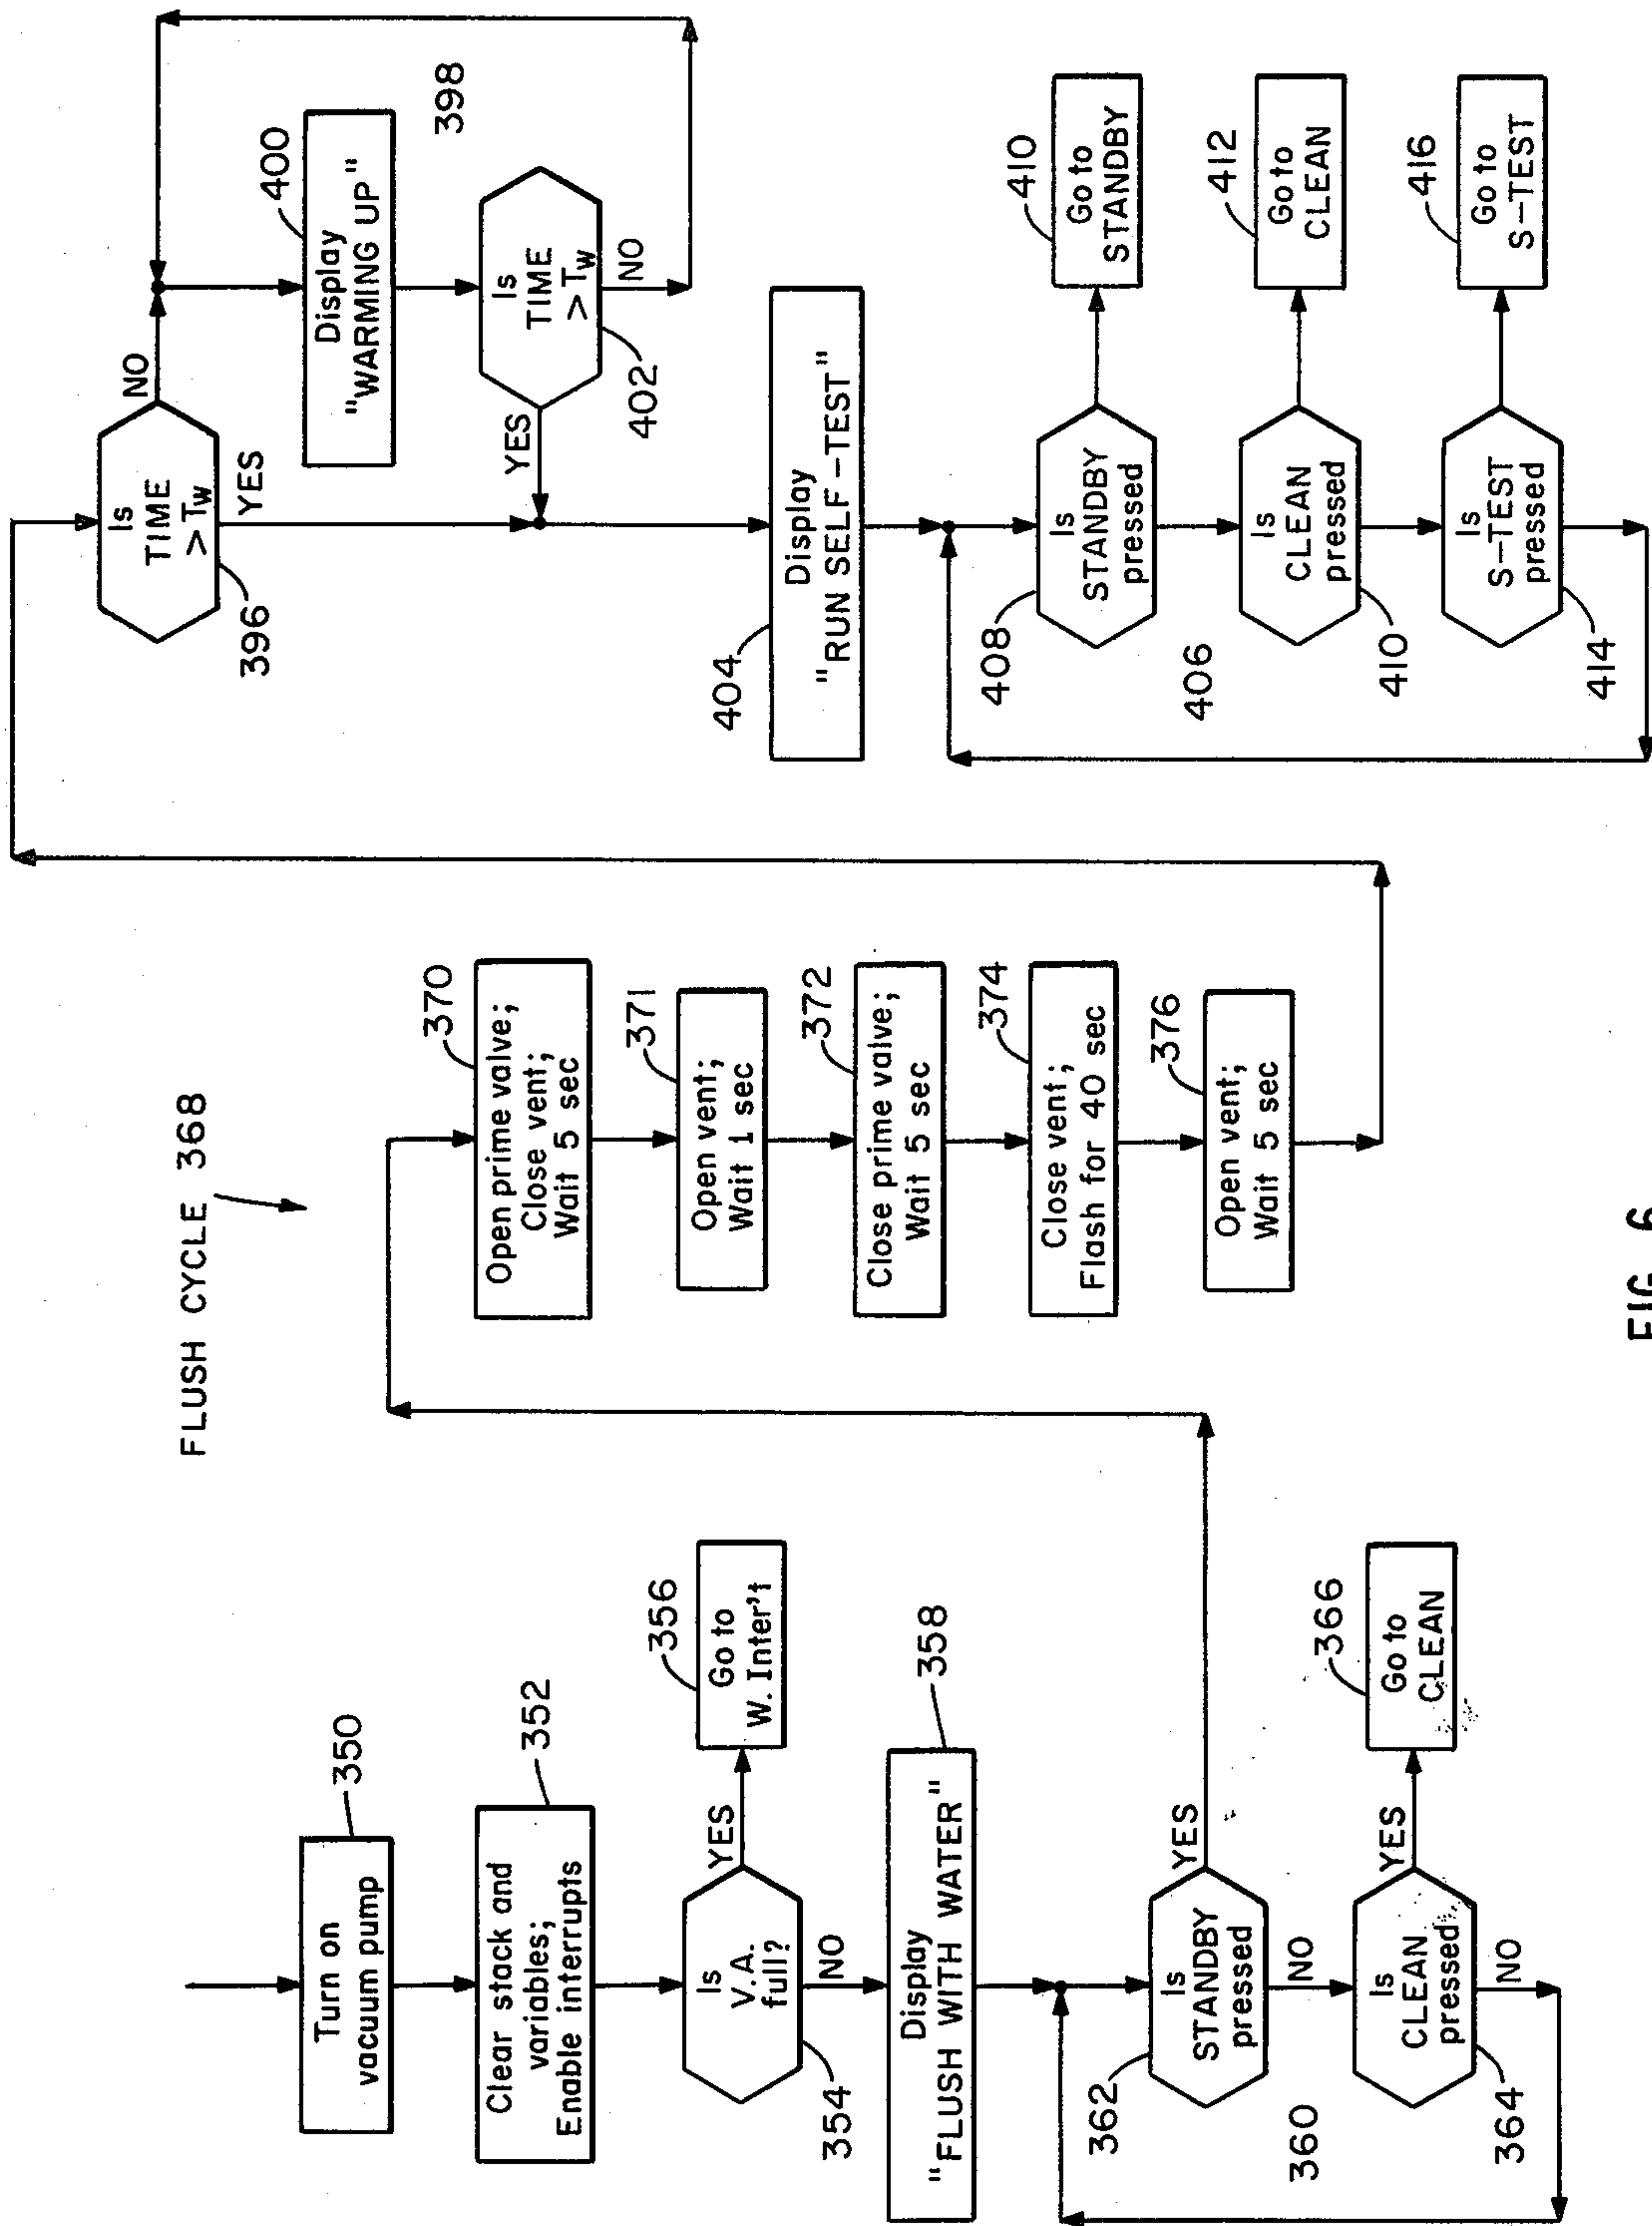 FLUSH CYCLE 368
Turn on
vacuum pump
350
Clear stack and
variables;
Enable interrupts
352
Is
V.A.
full?
354
YES
NO
Go to
W. Inter't
356
Display
"FLUSH WITH WATER"
358
Is
STANDBY
pressed
362
YES
NO
360
Is
CLEAN
pressed
364
YES
NO
Go to
CLEAN
366
Open prime valve;
Close vent;
Wait 5 sec
370
Open vent;
Wait 1 sec
371
Close prime valve;
Wait 5 sec
372
Close vent;
Flash for 40 sec
374
Open vent;
Wait 5 sec
376
Is
TIME
> Tw
396
NO
YES
Display
"WARMING UP"
400
398
Is
TIME
> Tw
402
YES
NO
Display
"RUN SELF-TEST"
404
Is
STANDBY
pressed
408
Go to
STANDBY
410
406
Is
CLEAN
pressed
410
Go to
CLEAN
412
Is
S-TEST
pressed
414
Go to
S-TEST
416
FIG. 6